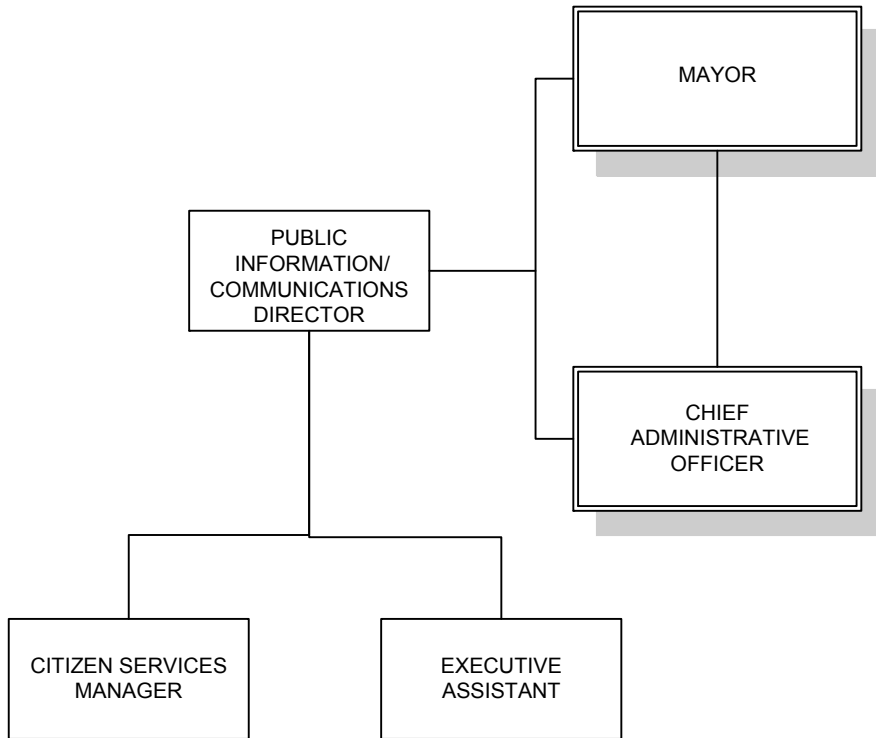 MAYOR
PUBLIC
INFORMATION/
COMMUNICATIONS
DIRECTOR
CHIEF
ADMINISTRATIVE
OFFICER
CITIZEN SERVICES
MANAGER
EXECUTIVE
ASSISTANT